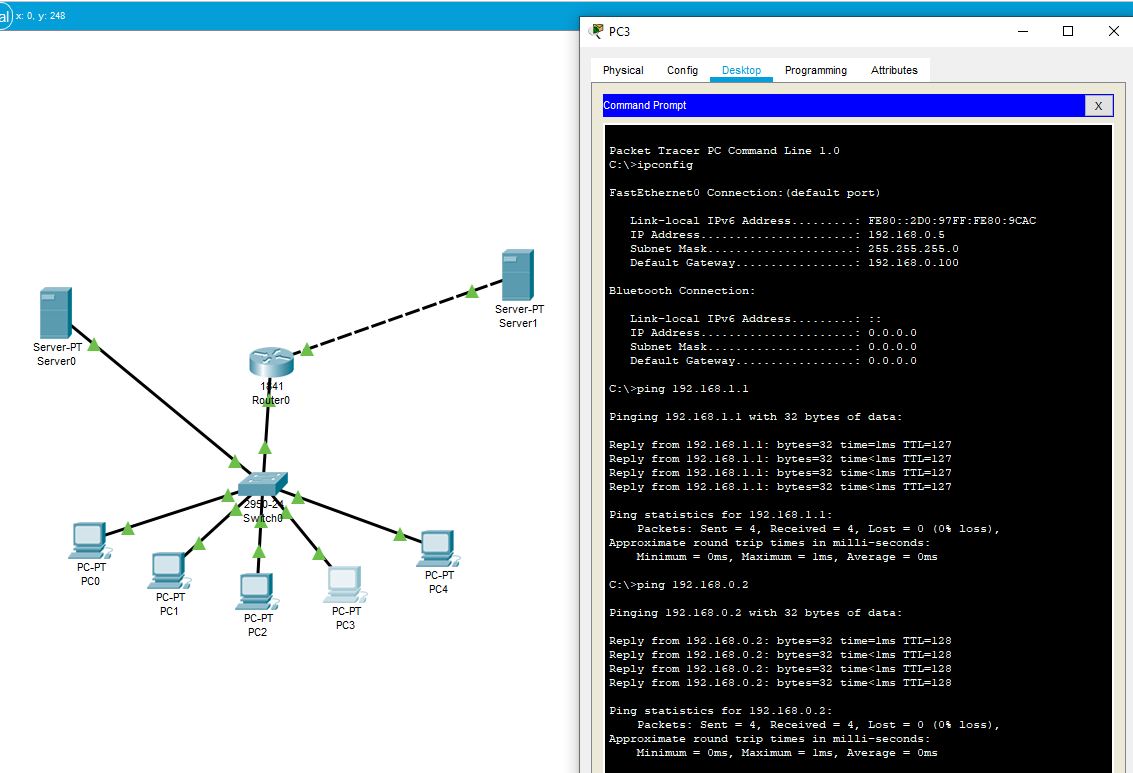 al x: 0, y: 248
PC3
Physical Config Desktop Programming Attributes
Command Prompt X
Packet Tracer PC Command Line 1.0
C:\>ipconfig
FastEthernet0 Connection:(default port)
Link-local IPv6 Address.........: FE80::2D0:97FF:FE80:9CAC
IP Address......................: 192.168.0.5
Subnet Mask.....................: 255.255.255.0
Default Gateway.................: 192.168.0.100
Bluetooth Connection:
Link-local IPv6 Address.........: ::
IP Address......................: 0.0.0.0
Subnet Mask.....................: 0.0.0.0
Default Gateway.................: 0.0.0.0
C:\>ping 192.168.1.1
Pinging 192.168.1.1 with 32 bytes of data:
Reply from 192.168.1.1: bytes=32 time=1ms TTL=127
Reply from 192.168.1.1: bytes=32 time<1ms TTL=127
Reply from 192.168.1.1: bytes=32 time<1ms TTL=127
Reply from 192.168.1.1: bytes=32 time<1ms TTL=127
Ping statistics for 192.168.1.1:
Packets: Sent = 4, Received = 4, Lost = 0 (0% loss),
Approximate round trip times in milli-seconds:
Minimum = 0ms, Maximum = 1ms, Average = 0ms
C:\>ping 192.168.0.2
Pinging 192.168.0.2 with 32 bytes of data:
Reply from 192.168.0.2: bytes=32 time=1ms TTL=128
Reply from 192.168.0.2: bytes=32 time<1ms TTL=128
Reply from 192.168.0.2: bytes=32 time<1ms TTL=128
Reply from 192.168.0.2: bytes=32 time<1ms TTL=128
Ping statistics for 192.168.0.2:
Packets: Sent = 4, Received = 4, Lost = 0 (0% loss),
Approximate round trip times in milli-seconds:
Minimum = 0ms, Maximum = 1ms, Average = 0ms
Server-PT
Server1
Server-PT
Server0
1841
Router0
2950-24
Switch0
PC-PT
PC0
PC-PT
PC1
PC-PT
PC2
PC-PT
PC3
PC-PT
PC4